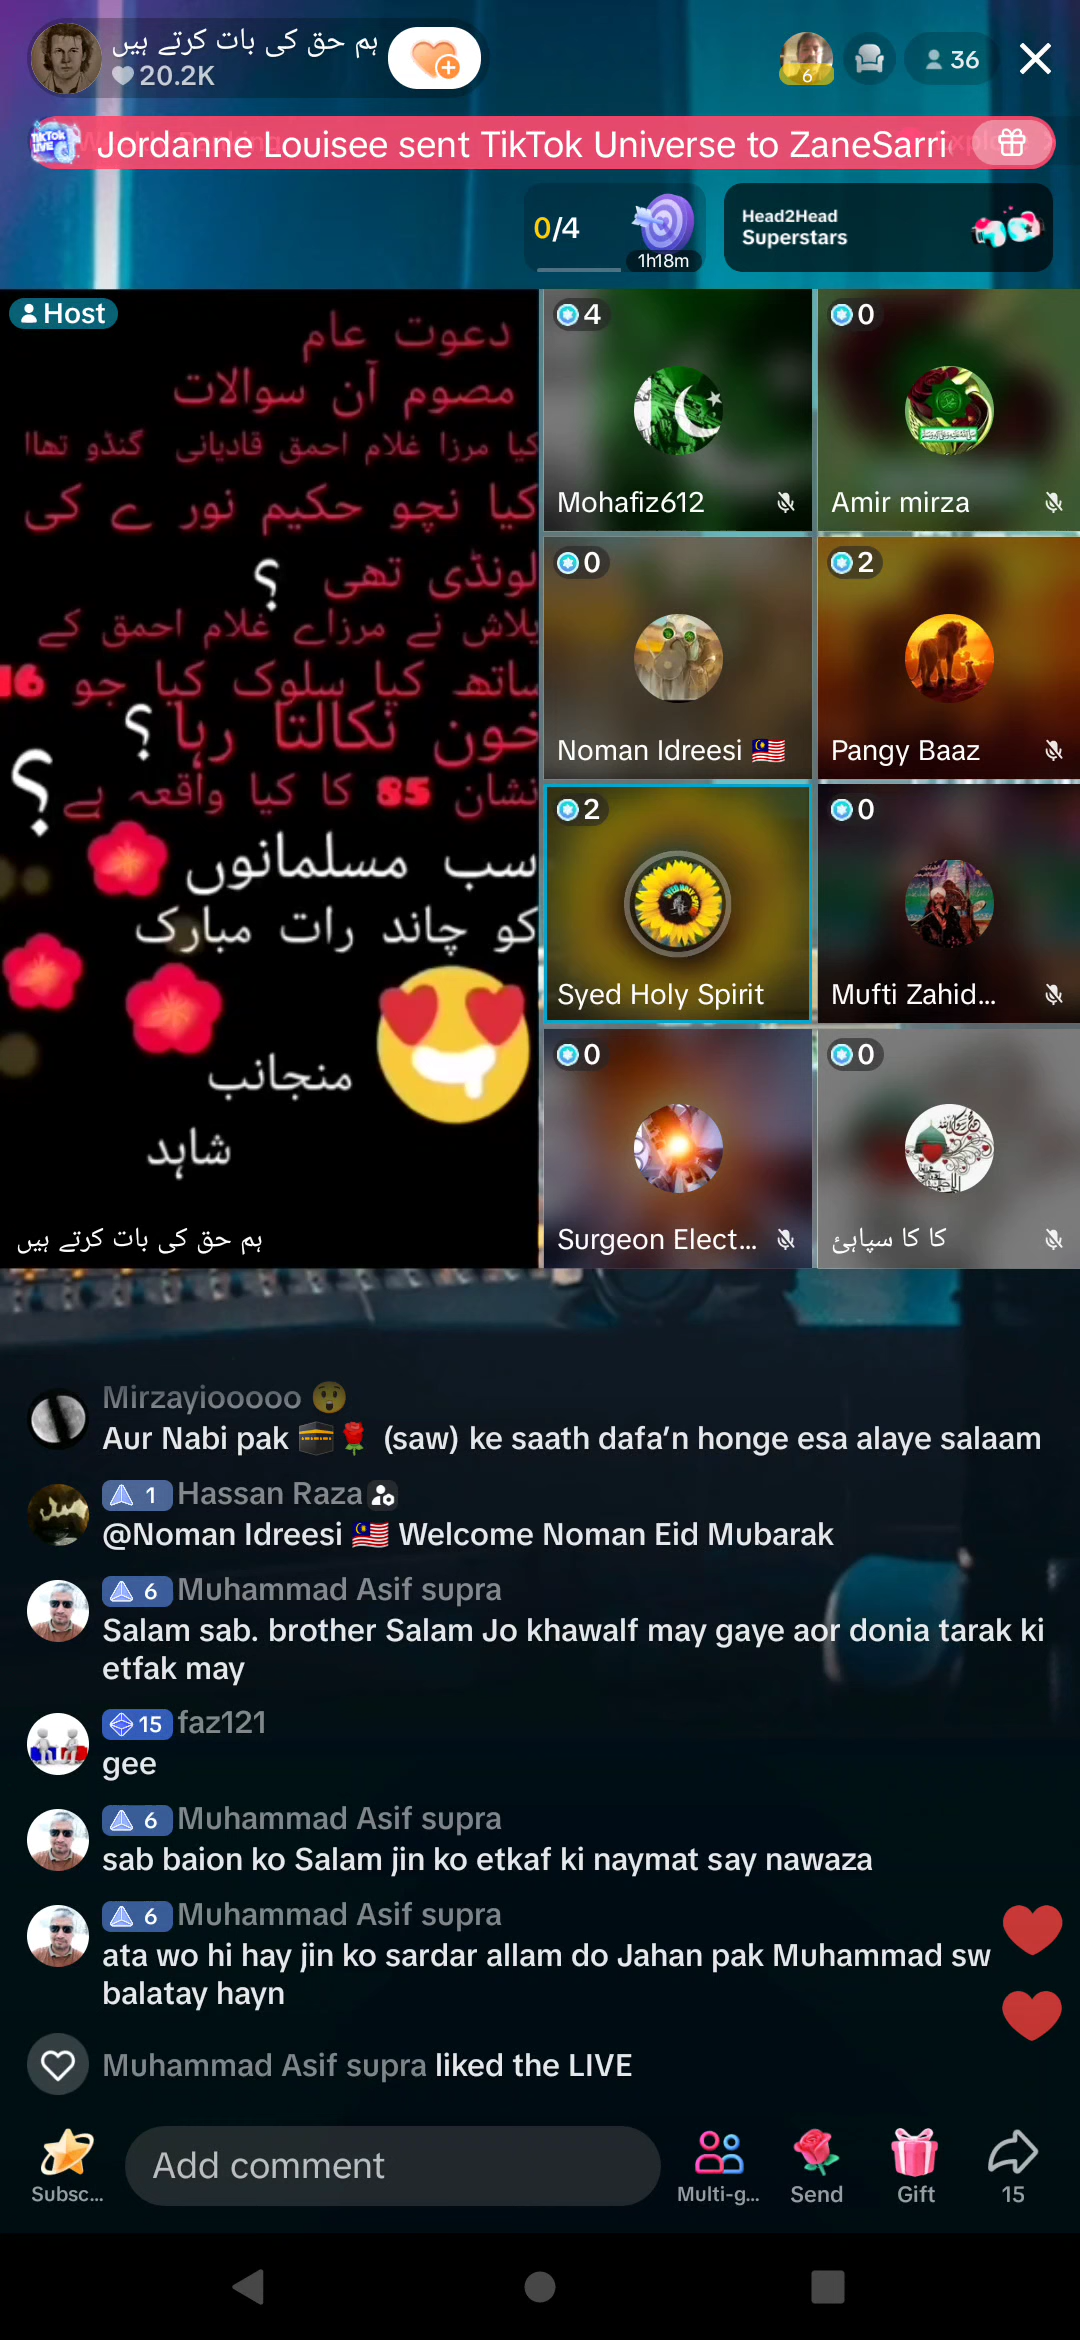 ہم حق کی بات کرتے ہیں
20.2K
6
36
Jordanne Louisee sent TikTok Universe to ZaneSarri
0/4
1h18m
Head2Head
Superstars
Host
دعوت عام
مصوم آن سوالات
کیا مرزا غلام احمق قادیانی گنڈو تھاا
کیا نچو حکیم نور ے کی
لونڈی تھی ؟
یلاش نے مرزاے غلام احمق کے
ساتھ کیا سلوک کیا جو 16
خون نکالتا رہا ؟
نشان 85 کا کیا واقعہ ہے ؟
سب مسلمانوں
کو چاند رات مبارک
منجانب
شاہد
ہم حق کی بات کرتے ہیں
4
Mohafiz612
0
Amir mirza
0
Noman Idreesi 🇲🇾
2
Pangy Baaz
2
Syed Holy Spirit
0
Mufti Zahid...
0
Surgeon Elect...
0
کا کا سپاہئ
Mirzayiooooo 😲
Aur Nabi pak 🕋🌹 (saw) ke saath dafa’n honge esa alaye salaam
1 Hassan Raza
@Noman Idreesi 🇲🇾 Welcome Noman Eid Mubarak
6 Muhammad Asif supra
Salam sab. brother Salam Jo khawalf may gaye aor donia tarak ki
etfak may
15 faz121
gee
6 Muhammad Asif supra
sab baion ko Salam jin ko etkaf ki naymat say nawaza
6 Muhammad Asif supra
ata wo hi hay jin ko sardar allam do Jahan pak Muhammad sw
balatay hayn
Muhammad Asif supra liked the LIVE
Add comment
Subsc...
Multi-g...
Send
Gift
15